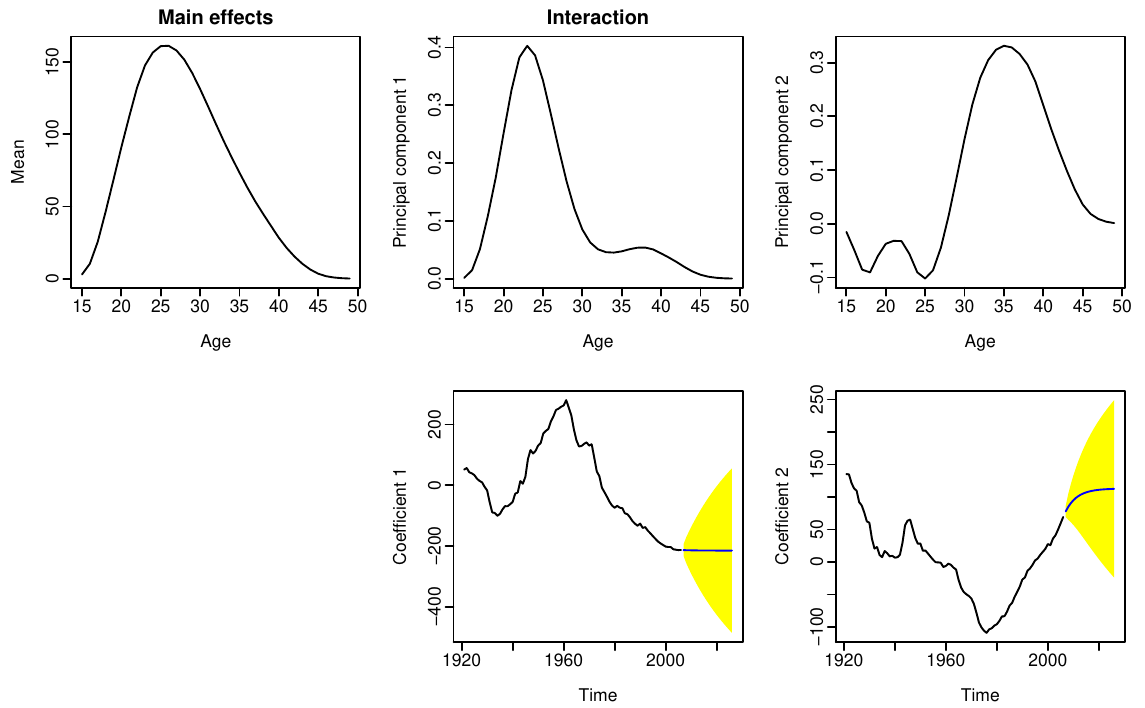 Main effects
Interaction
Mean
0
50
100
150
15 20 25 30 35 40 45 50
Age
Principal component 1
0.0
0.1
0.2
0.3
0.4
15 20 25 30 35 40 45 50
Age
Principal component 2
−0.1
0.0
0.1
0.2
0.3
15 20 25 30 35 40 45 50
Age
Coefficient 1
−400
−200
0
200
1920 1960 2000
Time
Coefficient 2
−100
0
50
150
250
1920 1960 2000
Time